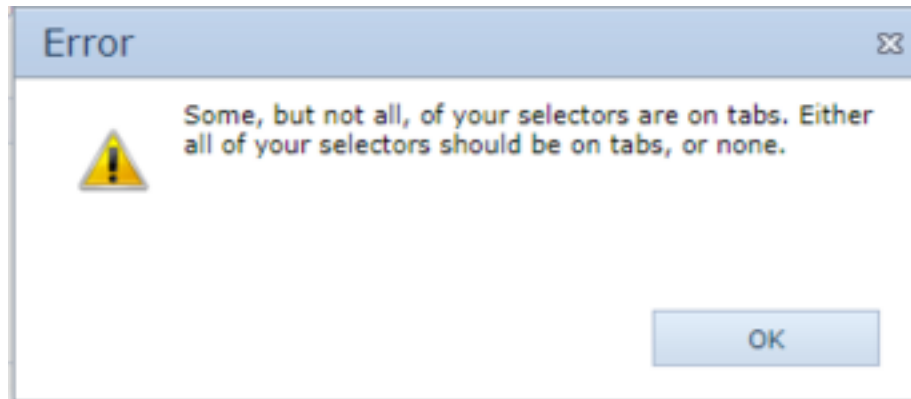 Error
Some, but not all, of your selectors are on tabs. Either
all of your selectors should be on tabs, or none.
OK